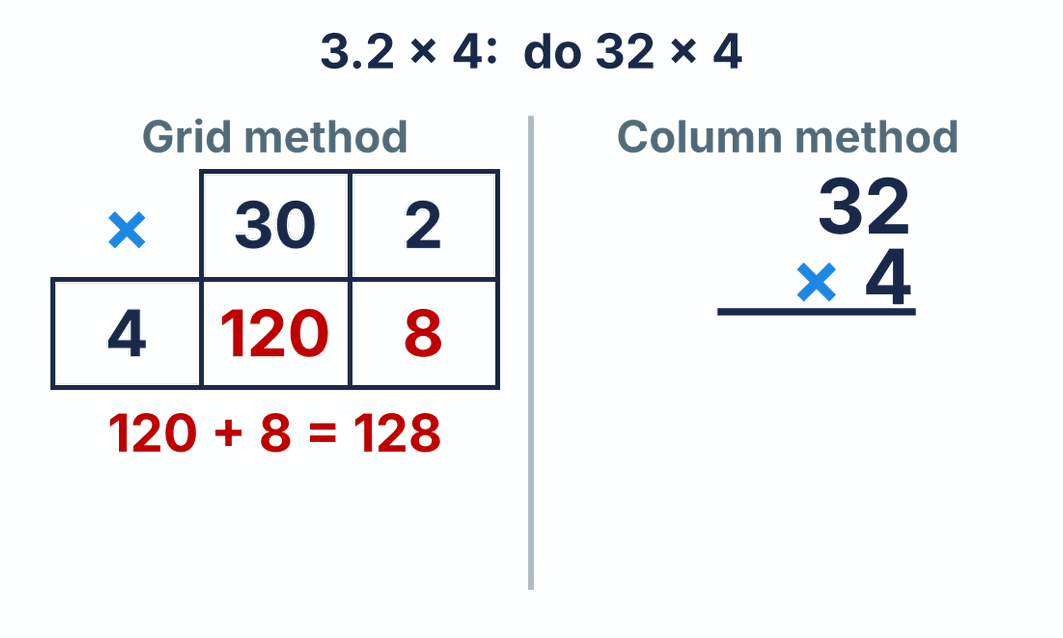 3.2 × 4: do 32 × 4
Grid method
× 30 2
4 120 8
120 + 8 = 128
Column method
32
× 4